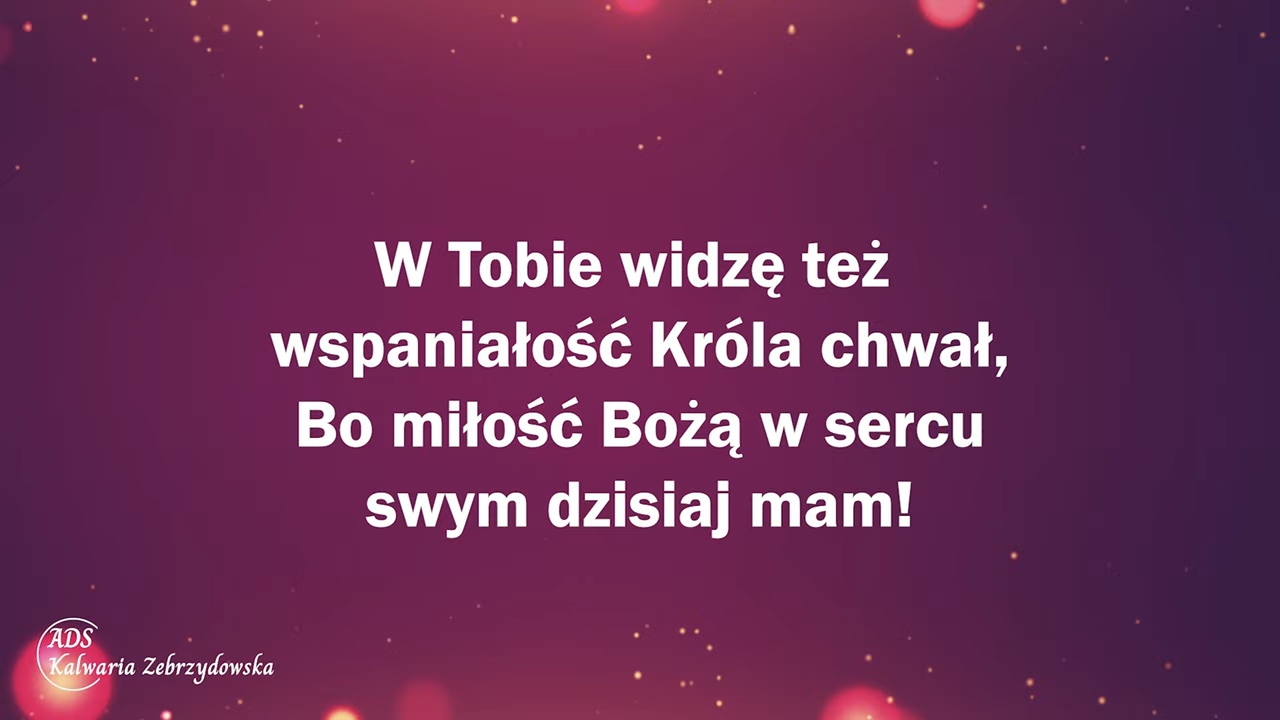 W Tobie widzę też
wspaniałość Króla chwał,
Bo miłość Bożą w sercu
swym dzisiaj mam!
ADS
Kalwaria Zebrzydowska